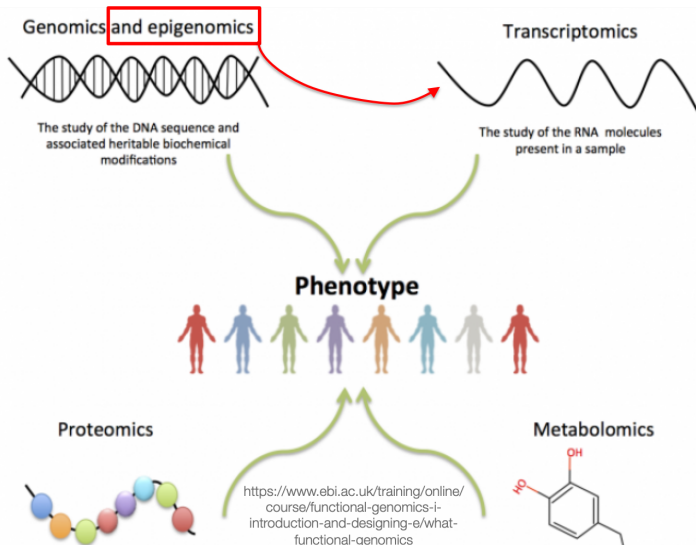 Genomics and epigenomics
Transcriptomics
The study of the DNA sequence and
associated heritable biochemical
modifications
The study of the RNA molecules
present in a sample
Phenotype
Proteomics
Metabolomics
OH
HO
https://www.ebi.ac.uk/training/online/
course/functional-genomics-i-
introduction-and-designing-e/what-
functional-genomics